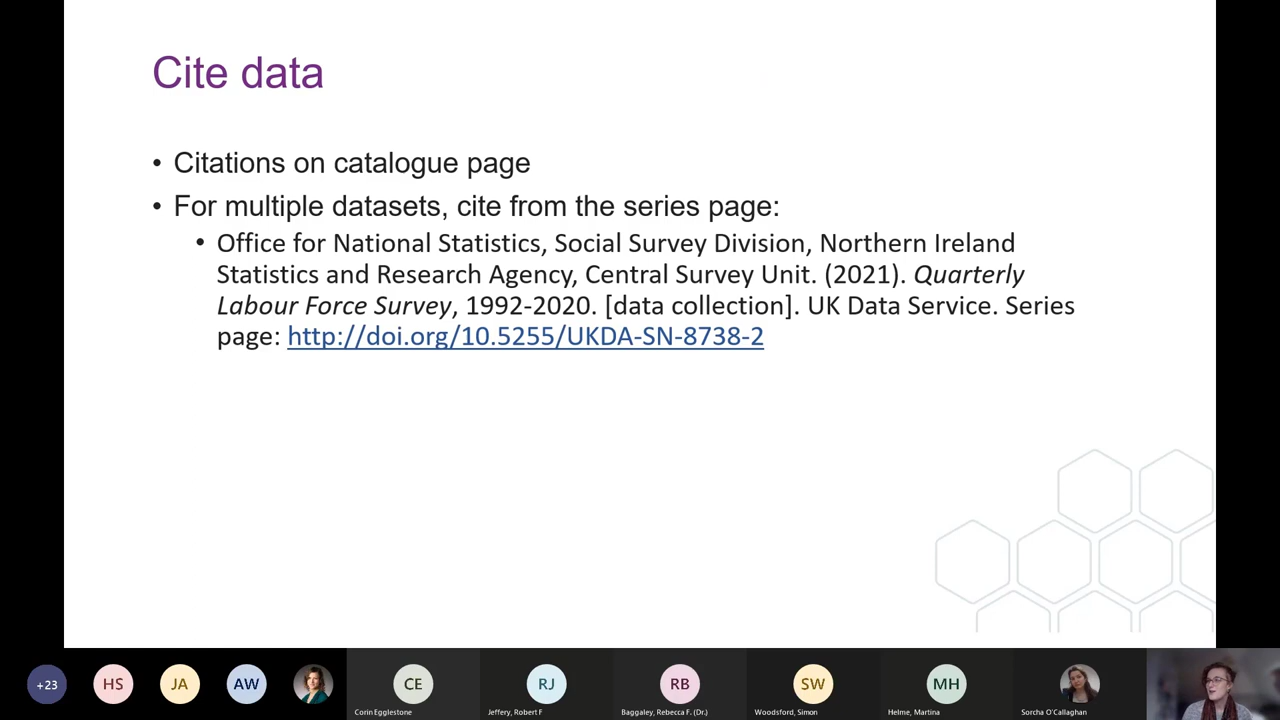 Cite data
• Citations on catalogue page
• For multiple datasets, cite from the series page:
• Office for National Statistics, Social Survey Division, Northern Ireland
Statistics and Research Agency, Central Survey Unit. (2021). Quarterly
Labour Force Survey, 1992-2020. [data collection]. UK Data Service. Series
page: http://doi.org/10.5255/UKDA-SN-8738-2
+23
HS
JA
AW
CE
RJ
RB
SW
MH
Corin Egglestone
Jeffery, Robert F
Baggaley, Rebecca F. (Dr.)
Woodsford, Simon
Helme, Martina
Sorcha O'Callaghan